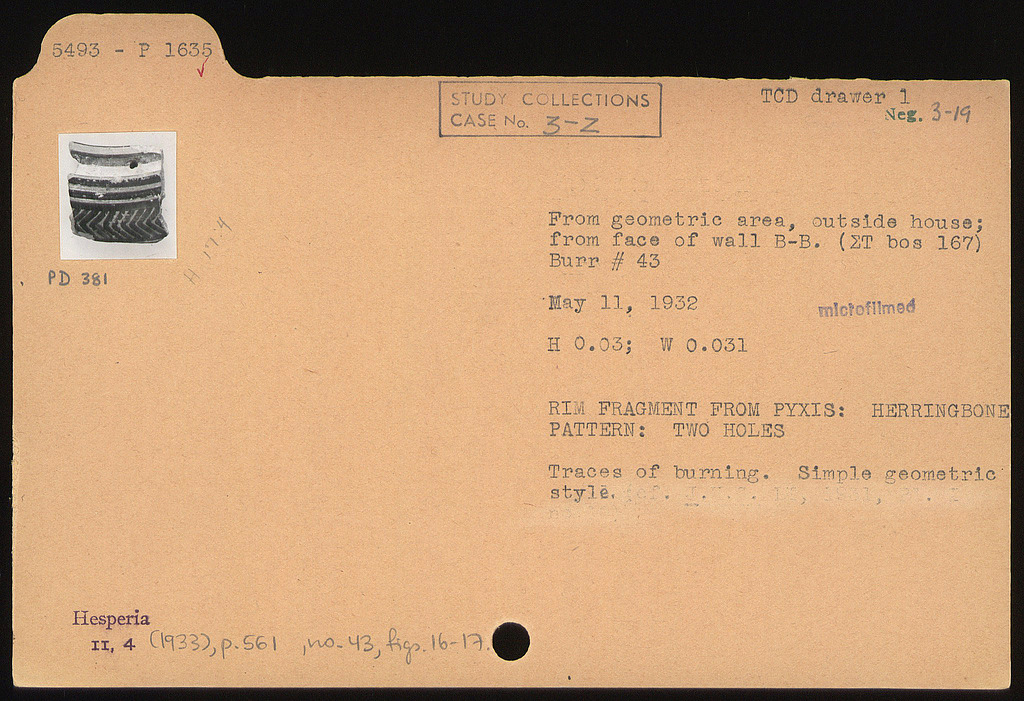 5493 - P 1635
STUDY COLLECTIONS
CASE No. 3-Z
TCD drawer 1
Neg. 3-19
H 17.4
PD 381
From geometric area, outside house;
from face of wall B-B. (ΣT bos 167)
Burr # 43
May 11, 1932
microfilmed
H 0.03; W 0.031
RIM FRAGMENT FROM PYXIS: HERRINGBONE
PATTERN: TWO HOLES
Traces of burning. Simple geometric
style.
Hesperia
II, 4 (1933), p.561 , no. 43, figs. 16-17.